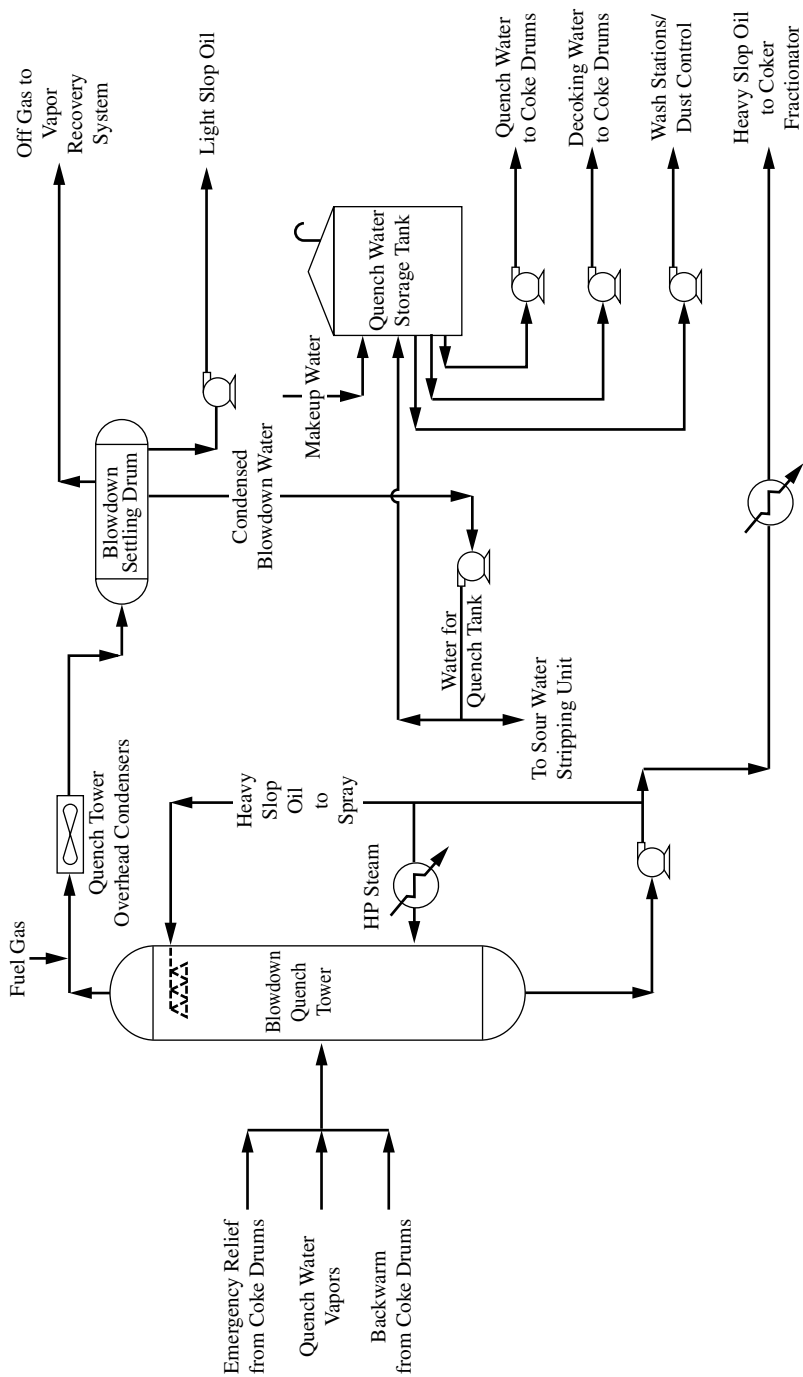 Emergency Relief
from Coke Drums
Quench Water
Vapors
Backwarm
from Coke Drums
Fuel Gas
Blowdown
Quench
Tower
Quench Tower
Overhead Condensers
Heavy
Slop
Oil
to
Spray
HP Steam
Blowdown
Settling Drum
Off Gas to
Vapor
Recovery
System
Light Slop Oil
Condensed
Blowdown Water
Makeup Water
Water for
Quench Tank
To Sour Water
Stripping Unit
Quench Water
Storage Tank
Quench Water
to Coke Drums
Decoking Water
to Coke Drums
Wash Stations/
Dust Control
Heavy Slop Oil
to Coker
Fractionator